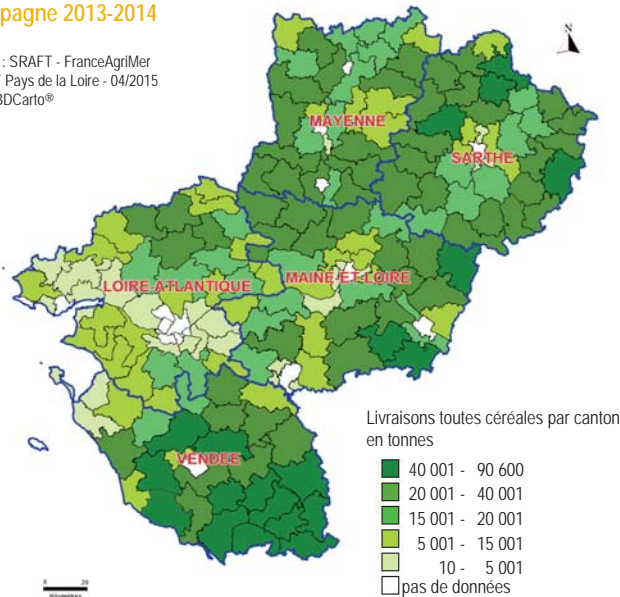 pagne 2013-2014
: SRAFT - FranceAgriMer
Pays de la Loire - 04/2015
BDCarto®
N
MAYENNE
SARTHE
LOIRE-ATLANTIQUE
MAINE-ET-LOIRE
VENDEE
Livraisons toutes céréales par canton
en tonnes
40 001 - 90 600
20 001 - 40 001
15 001 - 20 001
5 001 - 15 001
10 - 5 001
pas de données
0 20
Kilomètres